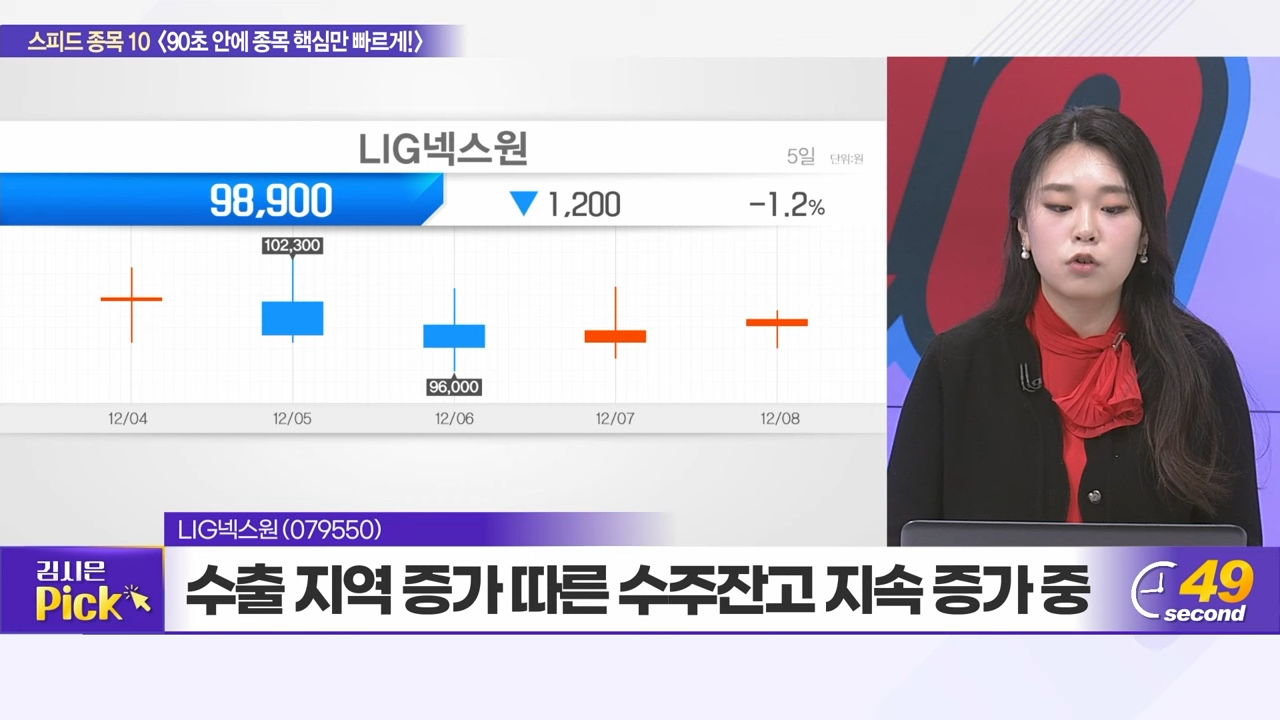 스피드 종목 10 <90초 안에 종목 핵심만 빠르게!>
LIG넥스원
5일 단위:원
98,900 ▼ 1,200 -1.2%
102,300
96,000
12/04 12/05 12/06 12/07 12/08
LIG넥스원(079550)
김시은 Pick
수출 지역 증가 따른 수주잔고 지속 증가 중
49 second